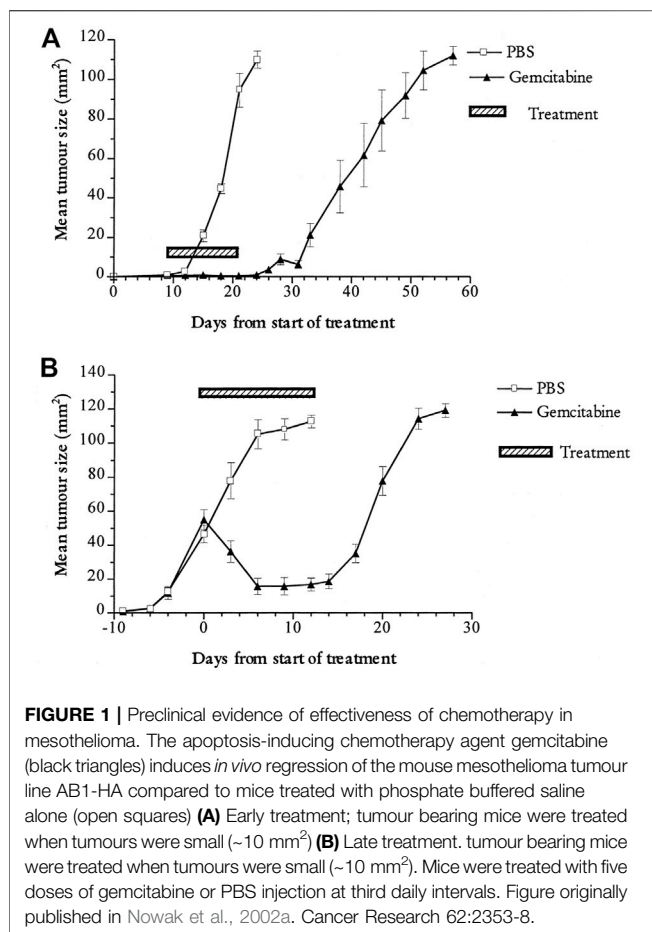 A
PBS
Gemcitabine
Treatment
Mean tumour size (mm²)
120
100
80
60
40
20
0
0 10 20 30 40 50 60
Days from start of treatment
B
PBS
Gemcitabine
Treatment
Mean tumour size (mm²)
140
120
100
80
60
40
20
0
-10 0 10 20 30
Days from start of treatment
FIGURE 1 | Preclinical evidence of effectiveness of chemotherapy in
mesothelioma. The apoptosis-inducing chemotherapy agent gemcitabine
(black triangles) induces in vivo regression of the mouse mesothelioma tumour
line AB1-HA compared to mice treated with phosphate buffered saline
alone (open squares) (A) Early treatment; tumour bearing mice were treated
when tumours were small (~10 mm²) (B) Late treatment. tumour bearing mice
were treated when tumours were small (~10 mm²). Mice were treated with five
doses of gemcitabine or PBS injection at third daily intervals. Figure originally
published in Nowak et al., 2002a. Cancer Research 62:2353-8.